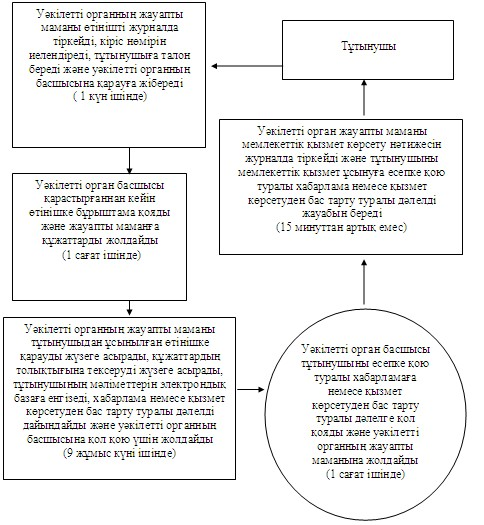 Уәкілетті органның жауапты
маманы өтінішті журналда
тіркейді, кіріс нөмірін
иелендіреді, тұтынушыға талон
береді және уәкілетті органның
басшысына қарауға жібереді
( 1 күн ішінде)
Тұтынушы
Уәкілетті орган жауапты маманы
мемлекеттік қызмет көрсету нәтижесін
журналда тіркейді және тұтынушыны
мемлекеттік қызмет ұсынуға есепке қою
туралы хабарлама немесе қызмет
көрсетуден бас тарту туралы дәлелді
жауабын береді
(15 минуттан артық емес)
Уәкілетті орган басшысы
қарастырғаннан кейін
өтінішке бұрыштама қояды
және жауапты маманға
құжаттарды жолдайды
(1 сағат ішінде)
Уәкілетті органның жауапты маманы
тұтынушыдан ұсынылған өтінішке
қарауды жүзеге асырады, құжаттардың
толықтығына тексеруді жүзеге асырады,
тұтынушының мәліметтерін электрондық
базаға енгізеді, хабарлама немесе қызмет
көрсетуден бас тарту туралы дәлелді
дайындайды және уәкілетті органның
басшысына қол қою үшін жолдайды
(9 жұмыс күні ішінде)
Уәкілетті орган басшысы
тұтынушыны есепке қою
туралы хабарламаға
немесе қызмет
көрсетуден бас тарту
туралы дәлелге қол
қояды және уәкілетті
органның жауапты
маманына жолдайды
(1 сағат ішінде)